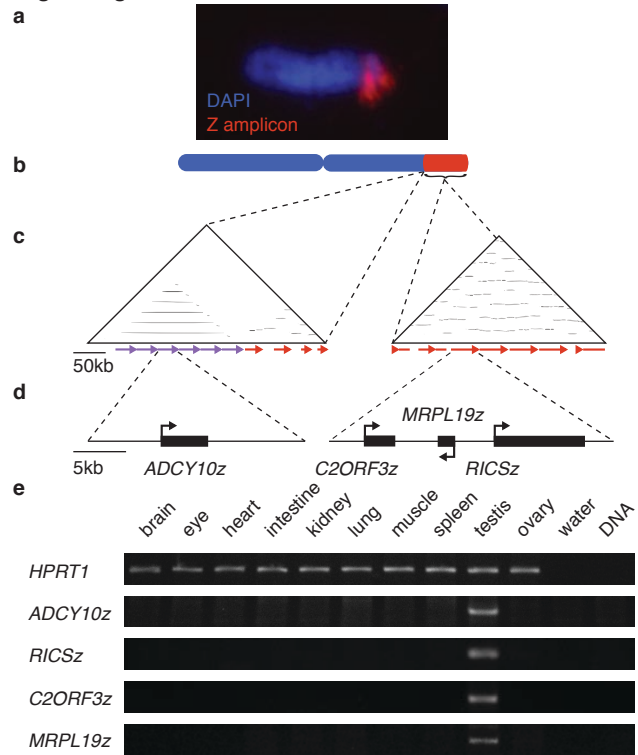 a
DAPI
Z amplicon
b
c
50kb
d
5kb
ADCY10z
MRPL19z
C2ORF3z
RICSz
e
brain eye heart intestine kidney lung muscle spleen testis ovary water DNA
HPRT1
ADCY10z
RICSz
C2ORF3z
MRPL19z